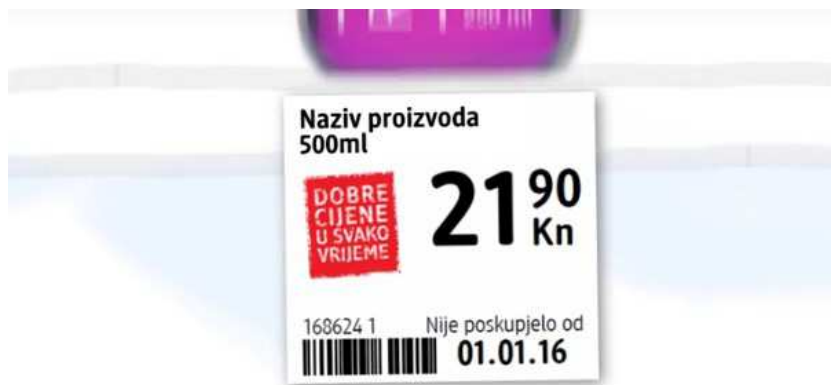 Naziv proizvoda
500ml
DOBRE
CIJENE
U SVAKO
VRIJEME
21 90
Kn
168624 1
Nije poskupjelo od
01.01.16